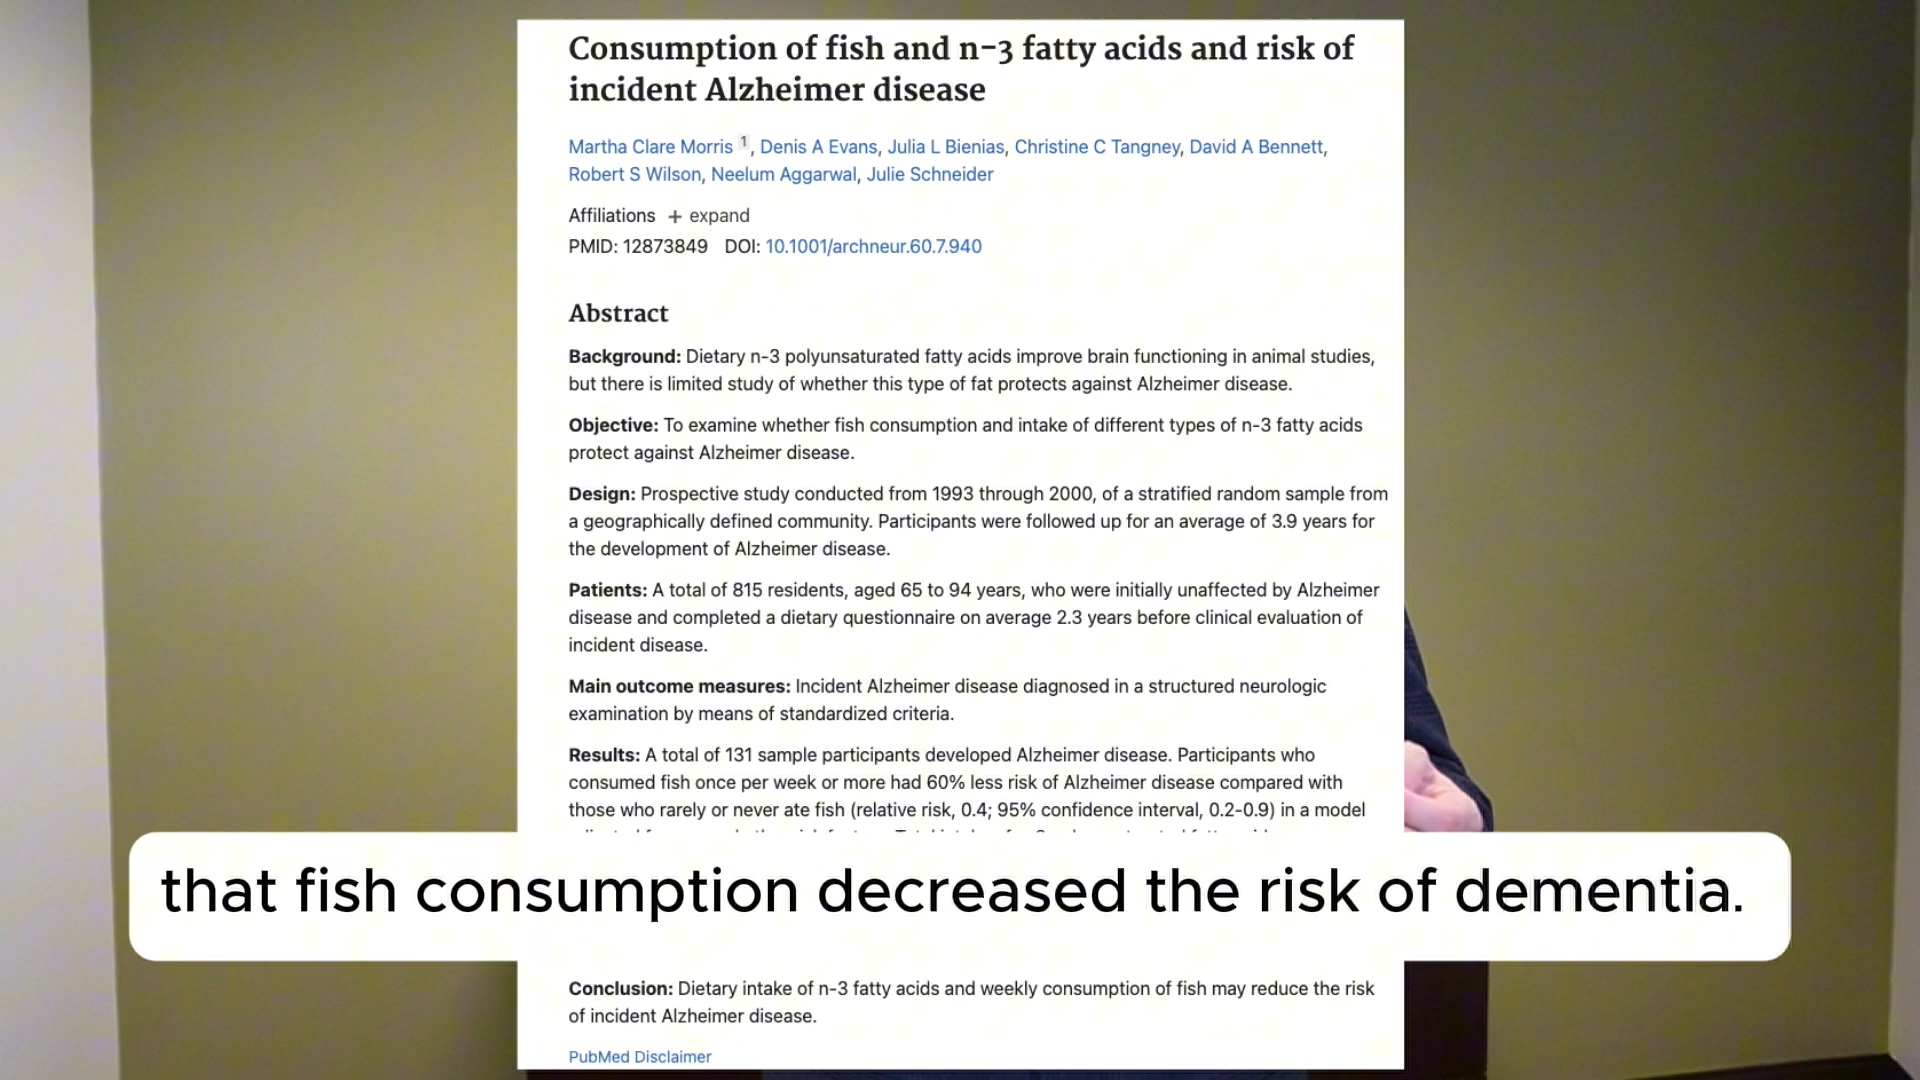 Consumption of fish and n-3 fatty acids and risk of
incident Alzheimer disease
Martha Clare Morris 1, Denis A Evans, Julia L Bienias, Christine C Tangney, David A Bennett,
Robert S Wilson, Neelum Aggarwal, Julie Schneider
Affiliations + expand
PMID: 12873849 DOI: 10.1001/archneur.60.7.940
Abstract
Background: Dietary n-3 polyunsaturated fatty acids improve brain functioning in animal studies,
but there is limited study of whether this type of fat protects against Alzheimer disease.
Objective: To examine whether fish consumption and intake of different types of n-3 fatty acids
protect against Alzheimer disease.
Design: Prospective study conducted from 1993 through 2000, of a stratified random sample from
a geographically defined community. Participants were followed up for an average of 3.9 years for
the development of Alzheimer disease.
Patients: A total of 815 residents, aged 65 to 94 years, who were initially unaffected by Alzheimer
disease and completed a dietary questionnaire on average 2.3 years before clinical evaluation of
incident disease.
Main outcome measures: Incident Alzheimer disease diagnosed in a structured neurologic
examination by means of standardized criteria.
Results: A total of 131 sample participants developed Alzheimer disease. Participants who
consumed fish once per week or more had 60% less risk of Alzheimer disease compared with
those who rarely or never ate fish (relative risk, 0.4; 95% confidence interval, 0.2-0.9) in a model
that fish consumption decreased the risk of dementia.
Conclusion: Dietary intake of n-3 fatty acids and weekly consumption of fish may reduce the risk
of incident Alzheimer disease.
PubMed Disclaimer